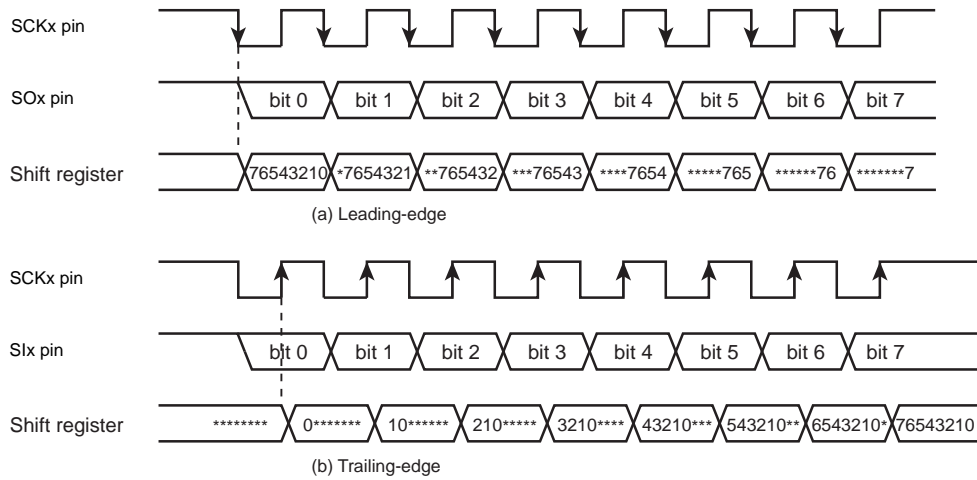 SCKx pin
SOx pin bit 0 bit 1 bit 2 bit 3 bit 4 bit 5 bit 6 bit 7
Shift register 76543210 *7654321 **765432 ***76543 ****7654 *****765 ******76 *******7
(a) Leading-edge
SCKx pin
SIx pin bit 0 bit 1 bit 2 bit 3 bit 4 bit 5 bit 6 bit 7
Shift register ******** 0******* 10****** 210***** 3210**** 43210*** 543210** 6543210* 76543210
(b) Trailing-edge